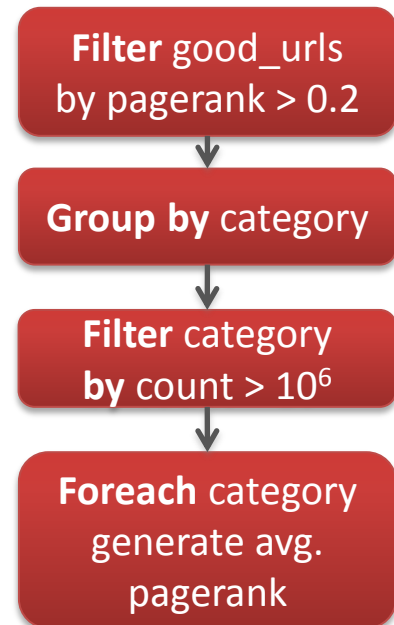 Filter good_urls
by pagerank > 0.2
Group by category
Filter category
by count > 10⁶
Foreach category
generate avg.
pagerank